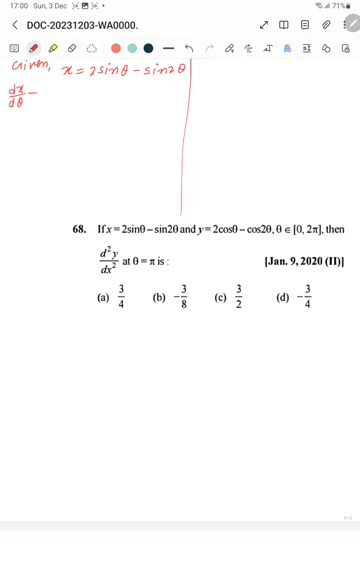 17:00 Sun, 3 Dec
71%
DOC-20231203-WA0000.
Given, x = 2 sinθ − sin2θ
dx/dθ =
68. If x = 2sinθ – sin2θ and y = 2cosθ – cos2θ, θ ∈ [0, 2π], then
d²y/dx² at θ = π is : [Jan. 9, 2020 (II)]
(a) 3/4 (b) −3/8 (c) 3/2 (d) −3/4